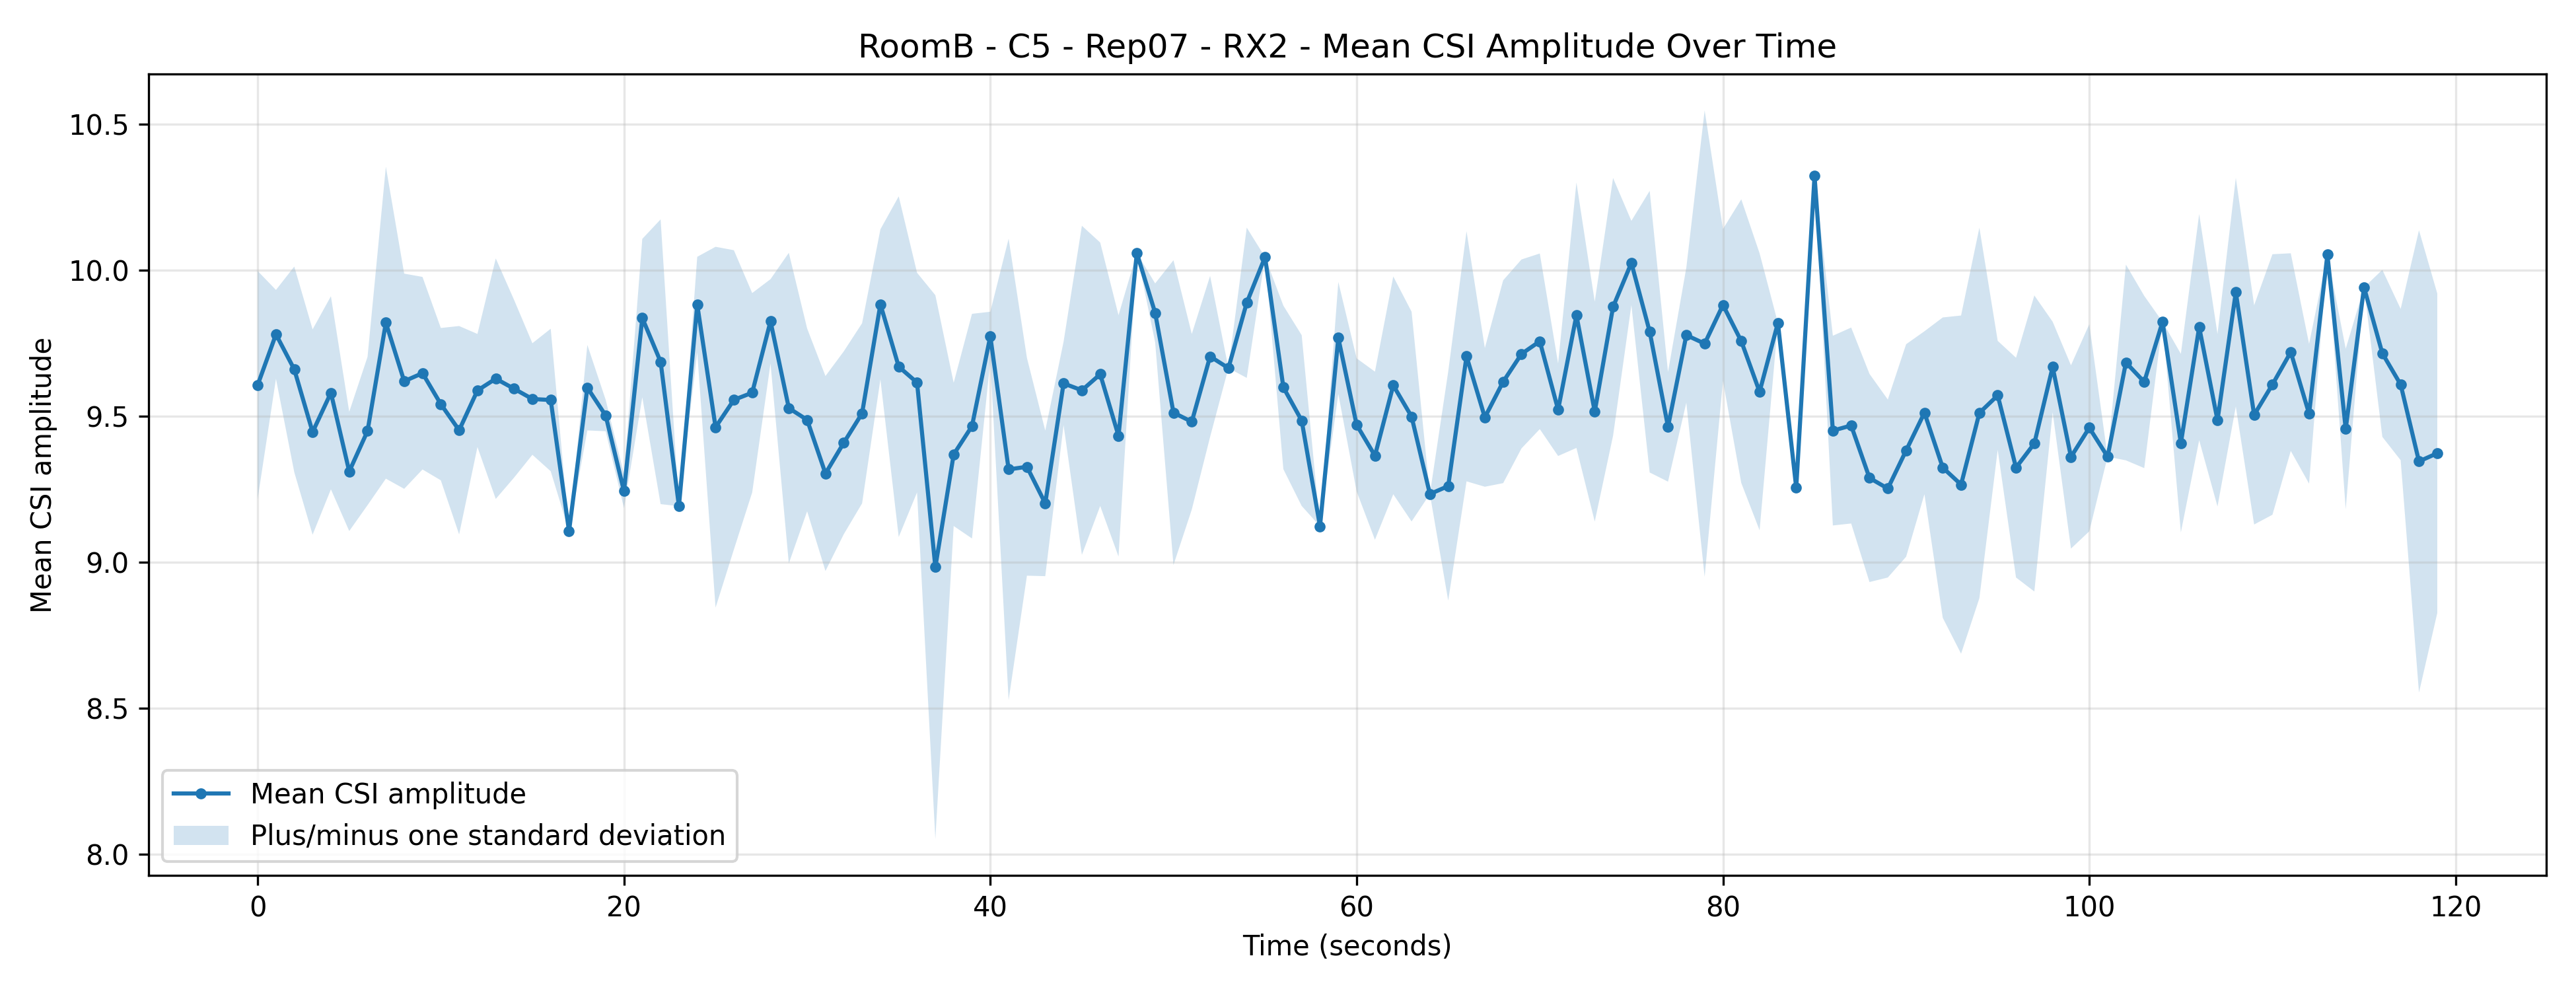 RoomB - C5 - Rep07 - RX2 - Mean CSI Amplitude Over Time
Mean CSI amplitude
10.5
10.0
9.5
9.0
8.5
8.0
Mean CSI amplitude
Plus/minus one standard deviation
0 20 40 60 80 100 120
Time (seconds)